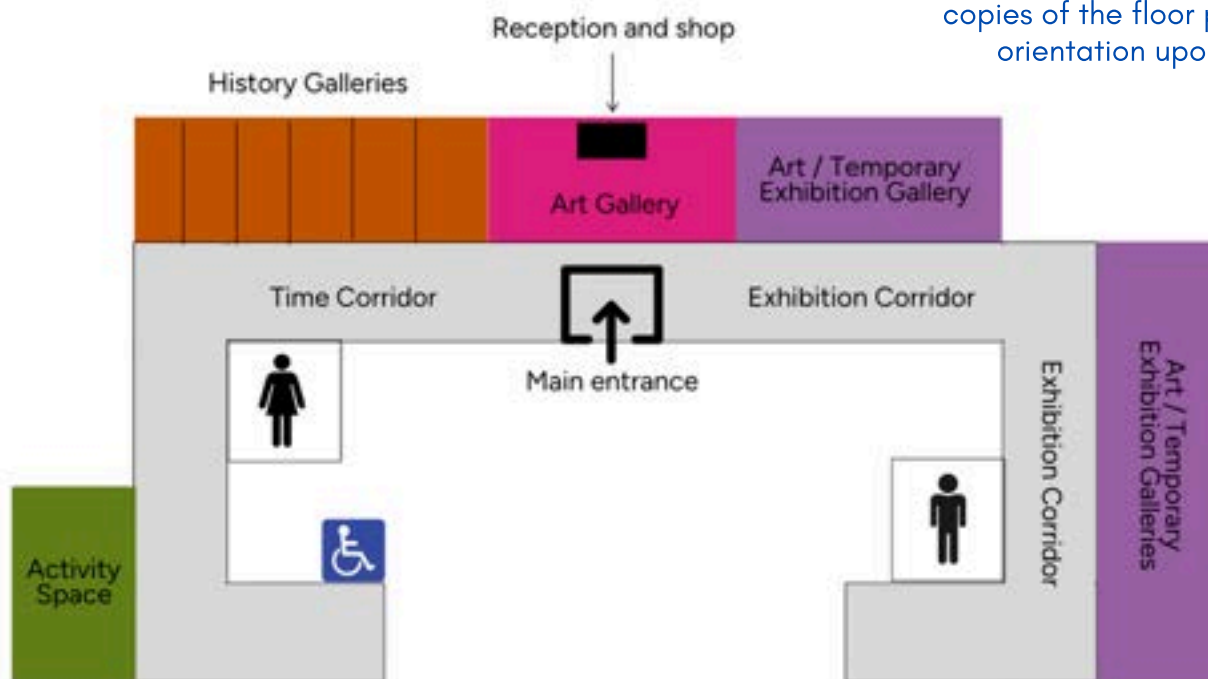 copies of the floor
orientation upo
Reception and shop
History Galleries
Art Gallery
Art / Temporary
Exhibition Gallery
Time Corridor
Exhibition Corridor
Main entrance
Exhibition Corridor
Art / Temporary
Exhibition Galleries
Activity
Space